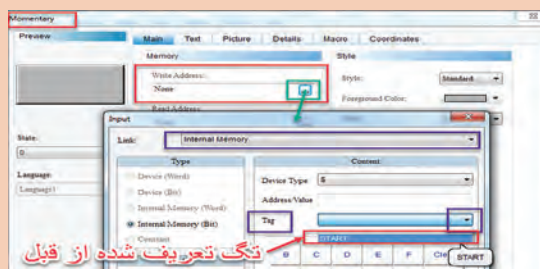 Momentary
Preview
Main Text Picture Details Macro Coordinates
Memory
Style
Write Address:
None
...
Style:
Standard
Foreground Color:
Read Address:
State:
0
Language:
Language1
Input
Link:
Internal Memory
Type
Content
Device (Word)
Device (Bit)
Internal Memory (Word)
Internal Memory (Bit)
Constant
Device Type
$
Address/Value
Tag
START
START
B C D E F
تگ تعریف شده از قبل